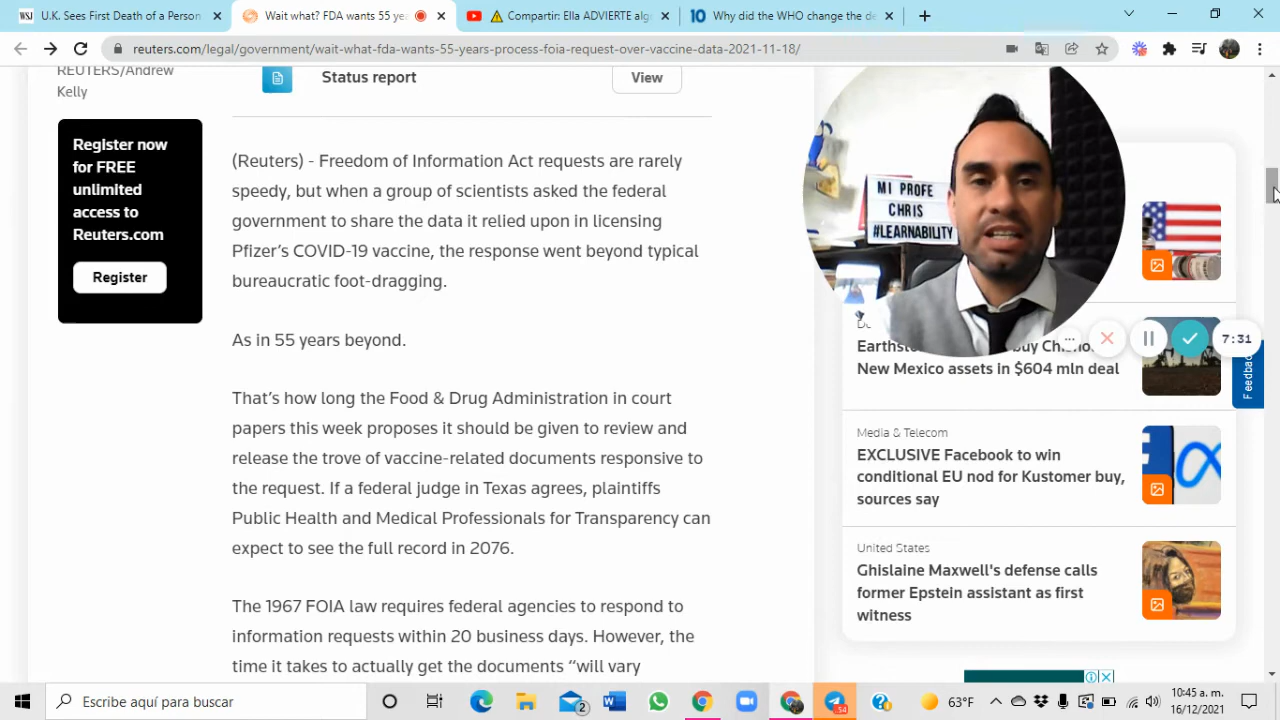 U.K. Sees First Death of a Person
Wait what? FDA wants 55 ye
Compartir: Ella ADVIERTE alg
Why did the WHO change the de
reuters.com/legal/government/wait-what-fda-wants-55-years-process-foia-request-over-vaccine-data-2021-11-18/
REUTERS/Andrew
Kelly
Status report
View
Register now
for FREE
unlimited
access to
Reuters.com
Register
(Reuters) - Freedom of Information Act requests are rarely
speedy, but when a group of scientists asked the federal
government to share the data it relied upon in licensing
Pfizer's COVID-19 vaccine, the response went beyond typical
bureaucratic foot-dragging.
As in 55 years beyond.
That's how long the Food & Drug Administration in court
papers this week proposes it should be given to review and
release the trove of vaccine-related documents responsive to
the request. If a federal judge in Texas agrees, plaintiffs
Public Health and Medical Professionals for Transparency can
expect to see the full record in 2076.
The 1967 FOIA law requires federal agencies to respond to
information requests within 20 business days. However, the
time it takes to actually get the documents "will vary
MI PROFE
CHRIS
#LEARNABILITY
7:31
Earthsto
New Mexico assets in $604 mln deal
Feedbac
Media & Telecom
EXCLUSIVE Facebook to win
conditional EU nod for Kustomer buy,
sources say
United States
Ghislaine Maxwell's defense calls
former Epstein assistant as first
witness
Escribe aquí para buscar
2
54
63°F
10:45 a. m.
16/12/2021